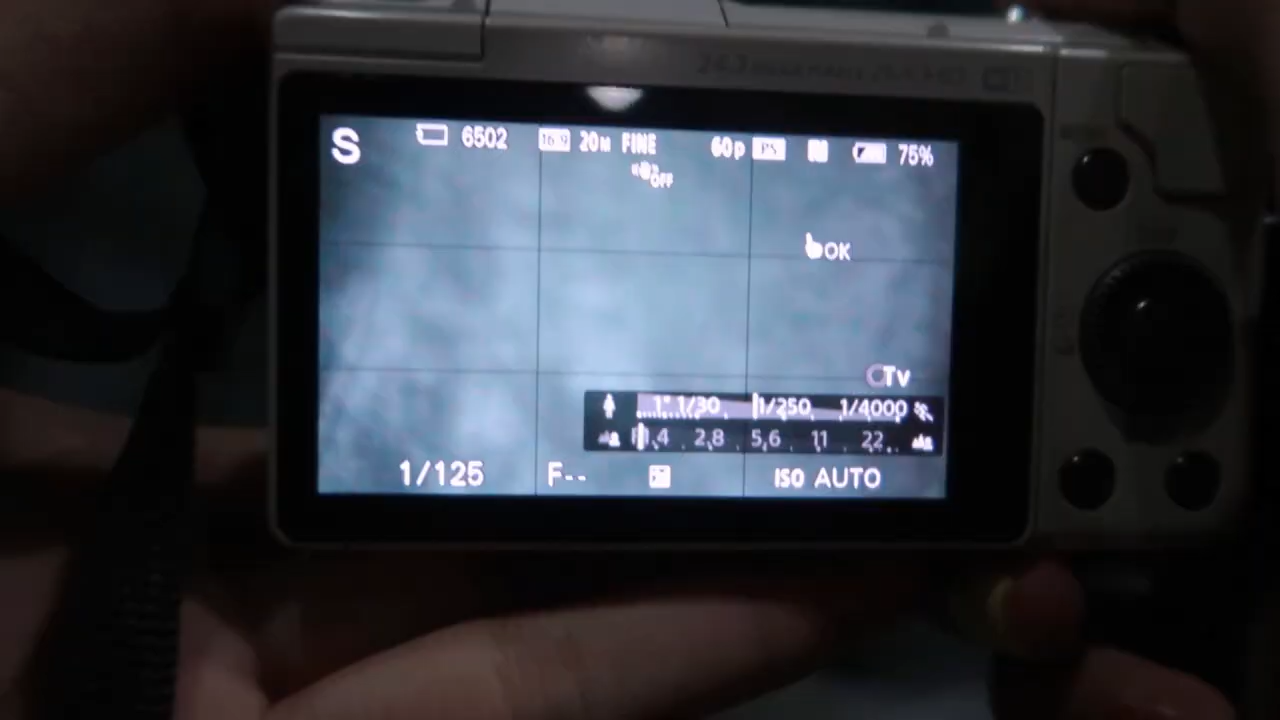 S 6502 16:9 20M FINE 60p PS 75%
OFF
OK
Tv
1" 1/30 1/250 1/4000
2,8 5,6 11 22
1/125 F-- ISO AUTO